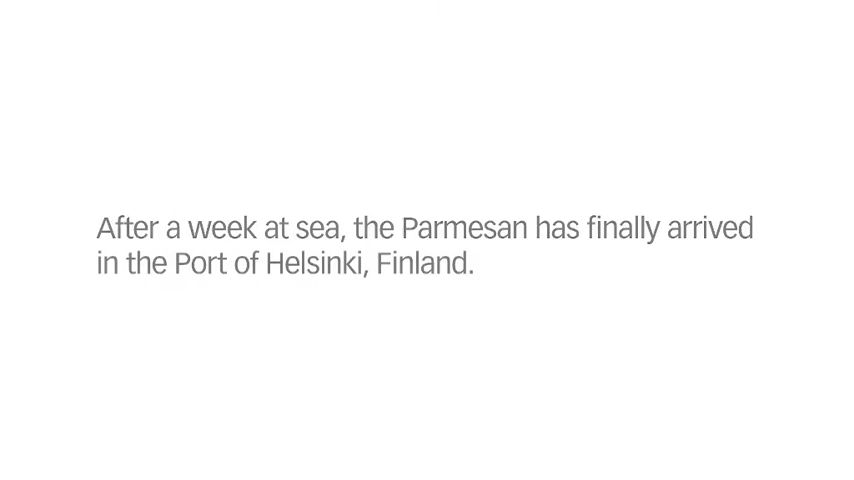 After a week at sea, the Parmesan has finally arrived
in the Port of Helsinki, Finland.